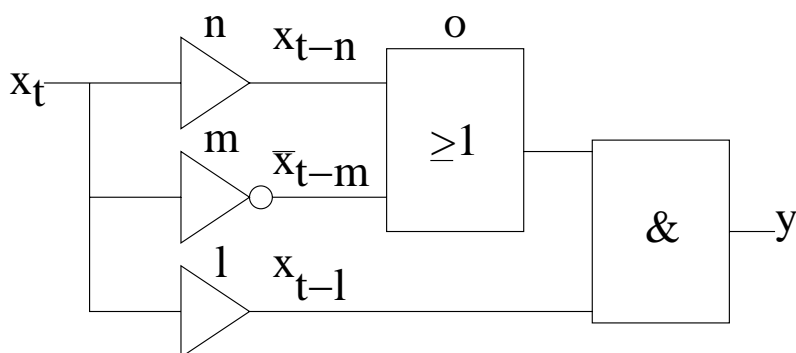 n
x_{t-n}
o
x_t
m
x̅_{t-m}
≥1
l
x_{t-l}
&
y